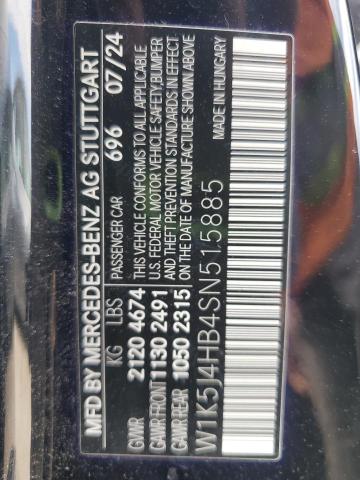 MFD BY MERCEDES-BENZ AG STUTTGART
PASSENGER CAR 696 07/24
KG LBS
GWR 2120 4674
GAWR FRONT 1130 2491
GAWR REAR 1050 2315
THIS VEHICLE CONFORMS TO ALL APPLICABLE
U.S. FEDERAL MOTOR VEHICLE SAFETY, BUMPER
AND THEFT PREVENTION STANDARDS IN EFFECT
ON THE DATE OF MANUFACTURE SHOWN ABOVE
W1K5J4HB4SN515885
MADE IN HUNGARY